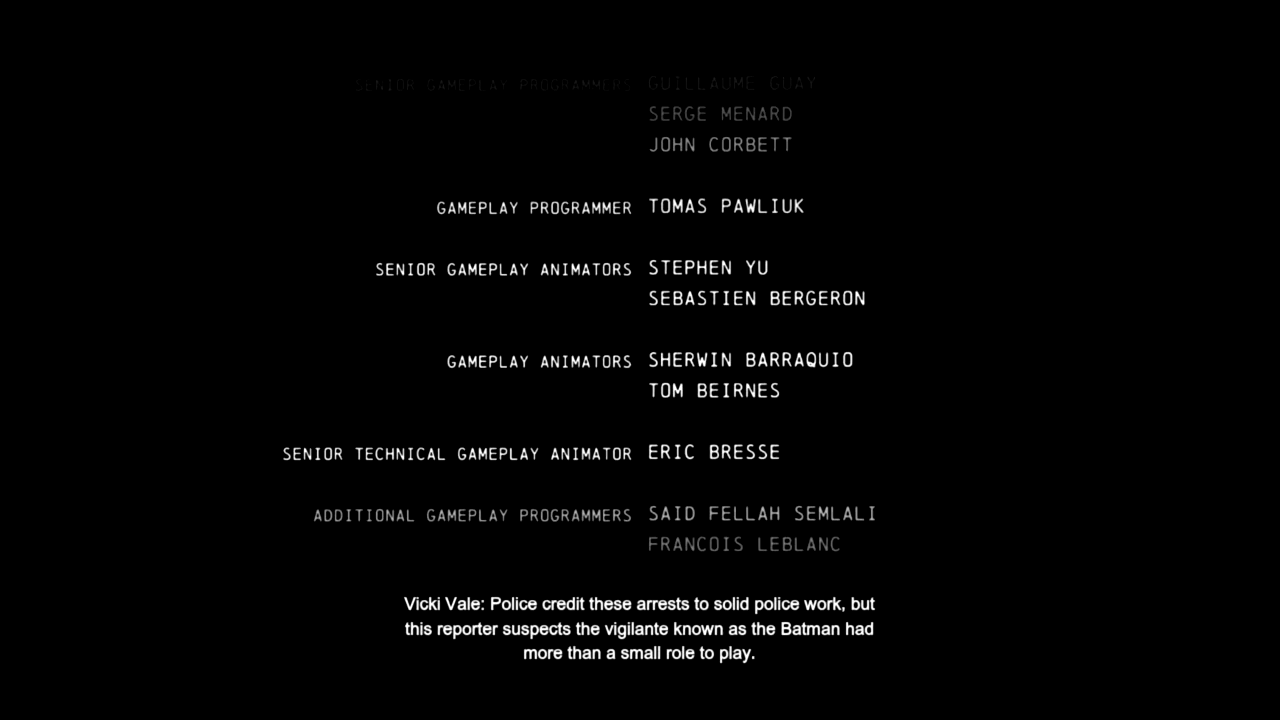 SENIOR GAMEPLAY PROGRAMMERS GUILLAUME GUAY
SERGE MENARD
JOHN CORBETT
GAMEPLAY PROGRAMMER TOMAS PAWLIUK
SENIOR GAMEPLAY ANIMATORS STEPHEN YU
SEBASTIEN BERGERON
GAMEPLAY ANIMATORS SHERWIN BARRAQUIO
TOM BEIRNES
SENIOR TECHNICAL GAMEPLAY ANIMATOR ERIC BRESSE
ADDITIONAL GAMEPLAY PROGRAMMERS SAID FELLAH SEMLALI
FRANCOIS LEBLANC
Vicki Vale: Police credit these arrests to solid police work, but
this reporter suspects the vigilante known as the Batman had
more than a small role to play.